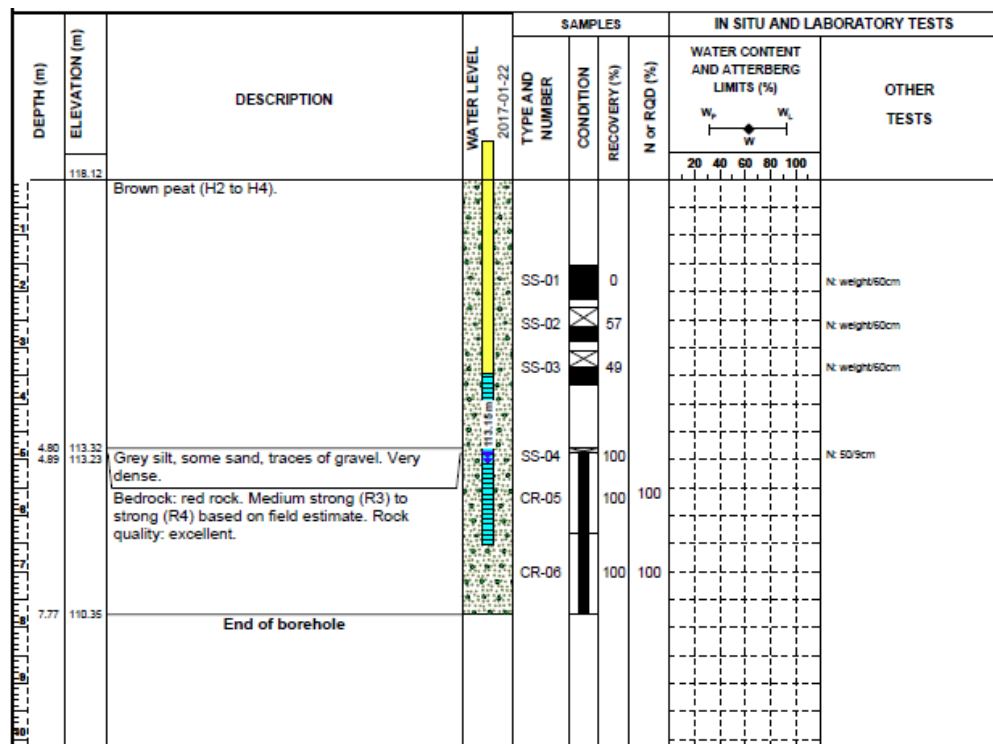 SAMPLES
IN SITU AND LABORATORY TESTS
DEPTH (m)
ELEVATION (m)
DESCRIPTION
WATER LEVEL
2017-01-22
TYPE AND
NUMBER
CONDITION
RECOVERY (%)
N or RQD (%)
WATER CONTENT
AND ATTERBERG
LIMITS (%)
WP WL
W
20 40 60 80 100
OTHER
TESTS
118.12
Brown peat (H2 to H4).
1
2
SS-01 0
N: weight/60cm
SS-02 57
N: weight/60cm
3
SS-03 49
N: weight/60cm
4
113.15 m
4.80 113.32
5
4.89 113.23
Grey silt, some sand, traces of gravel. Very
dense.
SS-04 100
N: 50/9cm
Bedrock: red rock. Medium strong (R3) to
strong (R4) based on field estimate. Rock
quality: excellent.
CR-05 100 100
6
7
CR-06 100 100
7.77 110.35
8
End of borehole
9
10